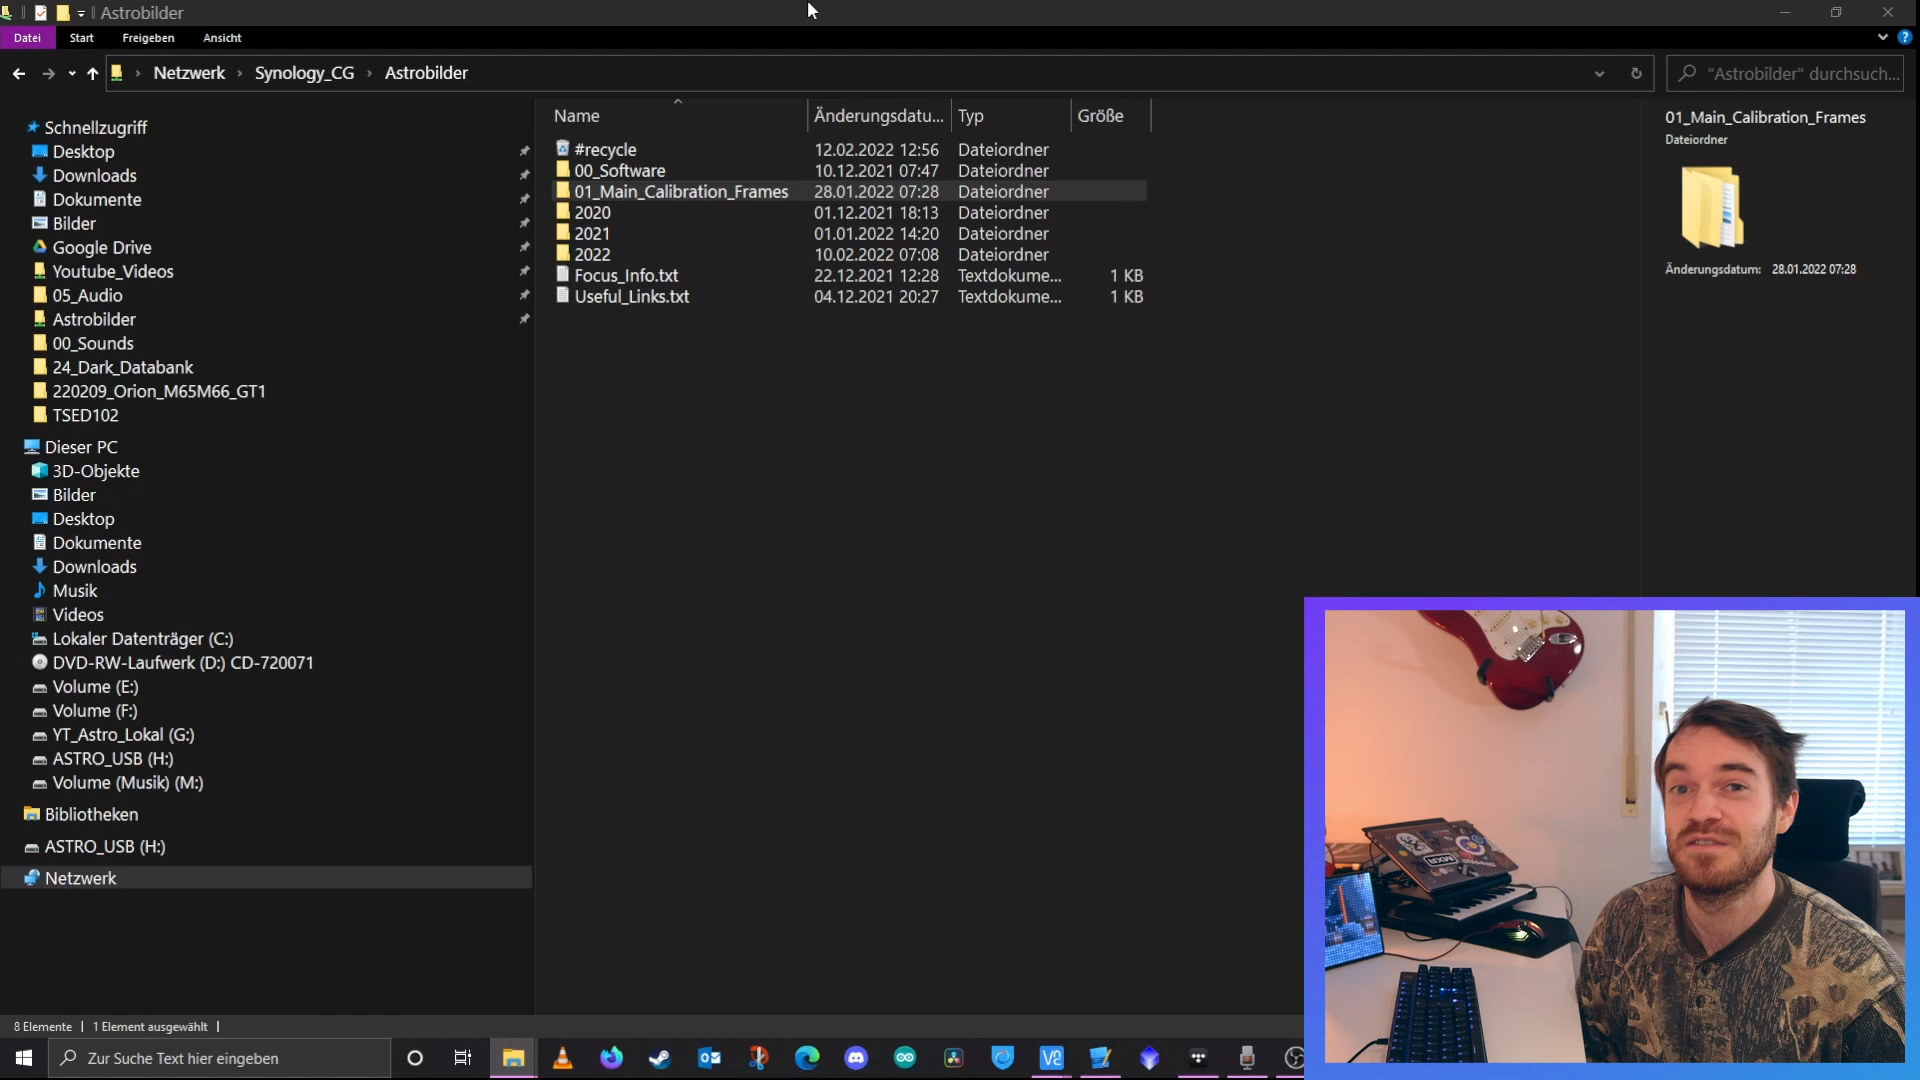 Astrobilder
Datei Start Freigeben Ansicht
Netzwerk Synology_CG Astrobilder
"Astrobilder" durchsuch...
Schnellzugriff
Desktop
Downloads
Dokumente
Bilder
Google Drive
Youtube_Videos
05_Audio
Astrobilder
00_Sounds
24_Dark_Databank
220209_Orion_M65M66_GT1
TSED102
Dieser PC
3D-Objekte
Bilder
Desktop
Dokumente
Downloads
Musik
Videos
Lokaler Datenträger (C:)
DVD-RW-Laufwerk (D:) CD-720071
Volume (E:)
Volume (F:)
YT_Astro_Lokal (G:)
ASTRO_USB (H:)
Volume (Musik) (M:)
Bibliotheken
ASTRO_USB (H:)
Netzwerk
Name Änderungsdatu... Typ Größe
#recycle 12.02.2022 12:56 Dateiordner
00_Software 10.12.2021 07:47 Dateiordner
01_Main_Calibration_Frames 28.01.2022 07:28 Dateiordner
2020 01.12.2021 18:13 Dateiordner
2021 01.01.2022 14:20 Dateiordner
2022 10.02.2022 07:08 Dateiordner
Focus_Info.txt 22.12.2021 12:28 Textdokume... 1 KB
Useful_Links.txt 04.12.2021 20:27 Textdokume... 1 KB
01_Main_Calibration_Frames
Dateiordner
Änderungsdatum: 28.01.2022 07:28
8 Elemente 1 Element ausgewählt
Zur Suche Text hier eingeben